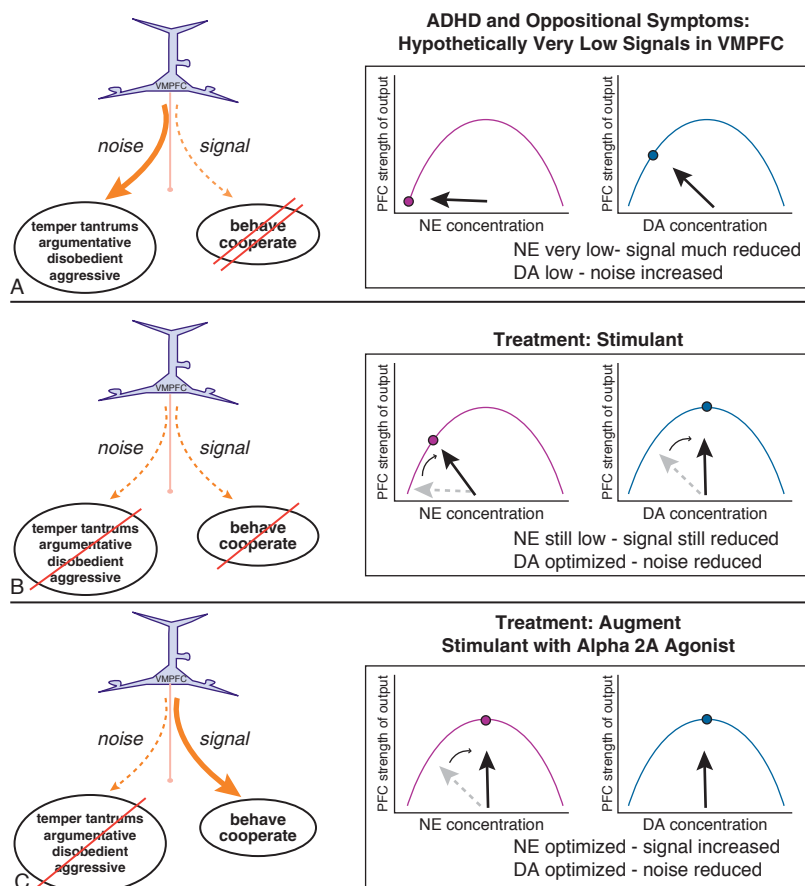 ADHD and Oppositional Symptoms:
Hypothetically Very Low Signals in VMPFC
VMPFC
noise
signal
temper tantrums
argumentative
disobedient
aggressive
behave
cooperate
A
PFC strength of output
NE concentration
PFC strength of output
DA concentration
NE very low- signal much reduced
DA low - noise increased
Treatment: Stimulant
VMPFC
noise
signal
temper tantrums
argumentative
disobedient
aggressive
behave
cooperate
B
PFC strength of output
NE concentration
PFC strength of output
DA concentration
NE still low - signal still reduced
DA optimized - noise reduced
Treatment: Augment
Stimulant with Alpha 2A Agonist
VMPFC
noise
signal
temper tantrums
argumentative
disobedient
aggressive
behave
cooperate
C
PFC strength of output
NE concentration
PFC strength of output
DA concentration
NE optimized - signal increased
DA optimized - noise reduced